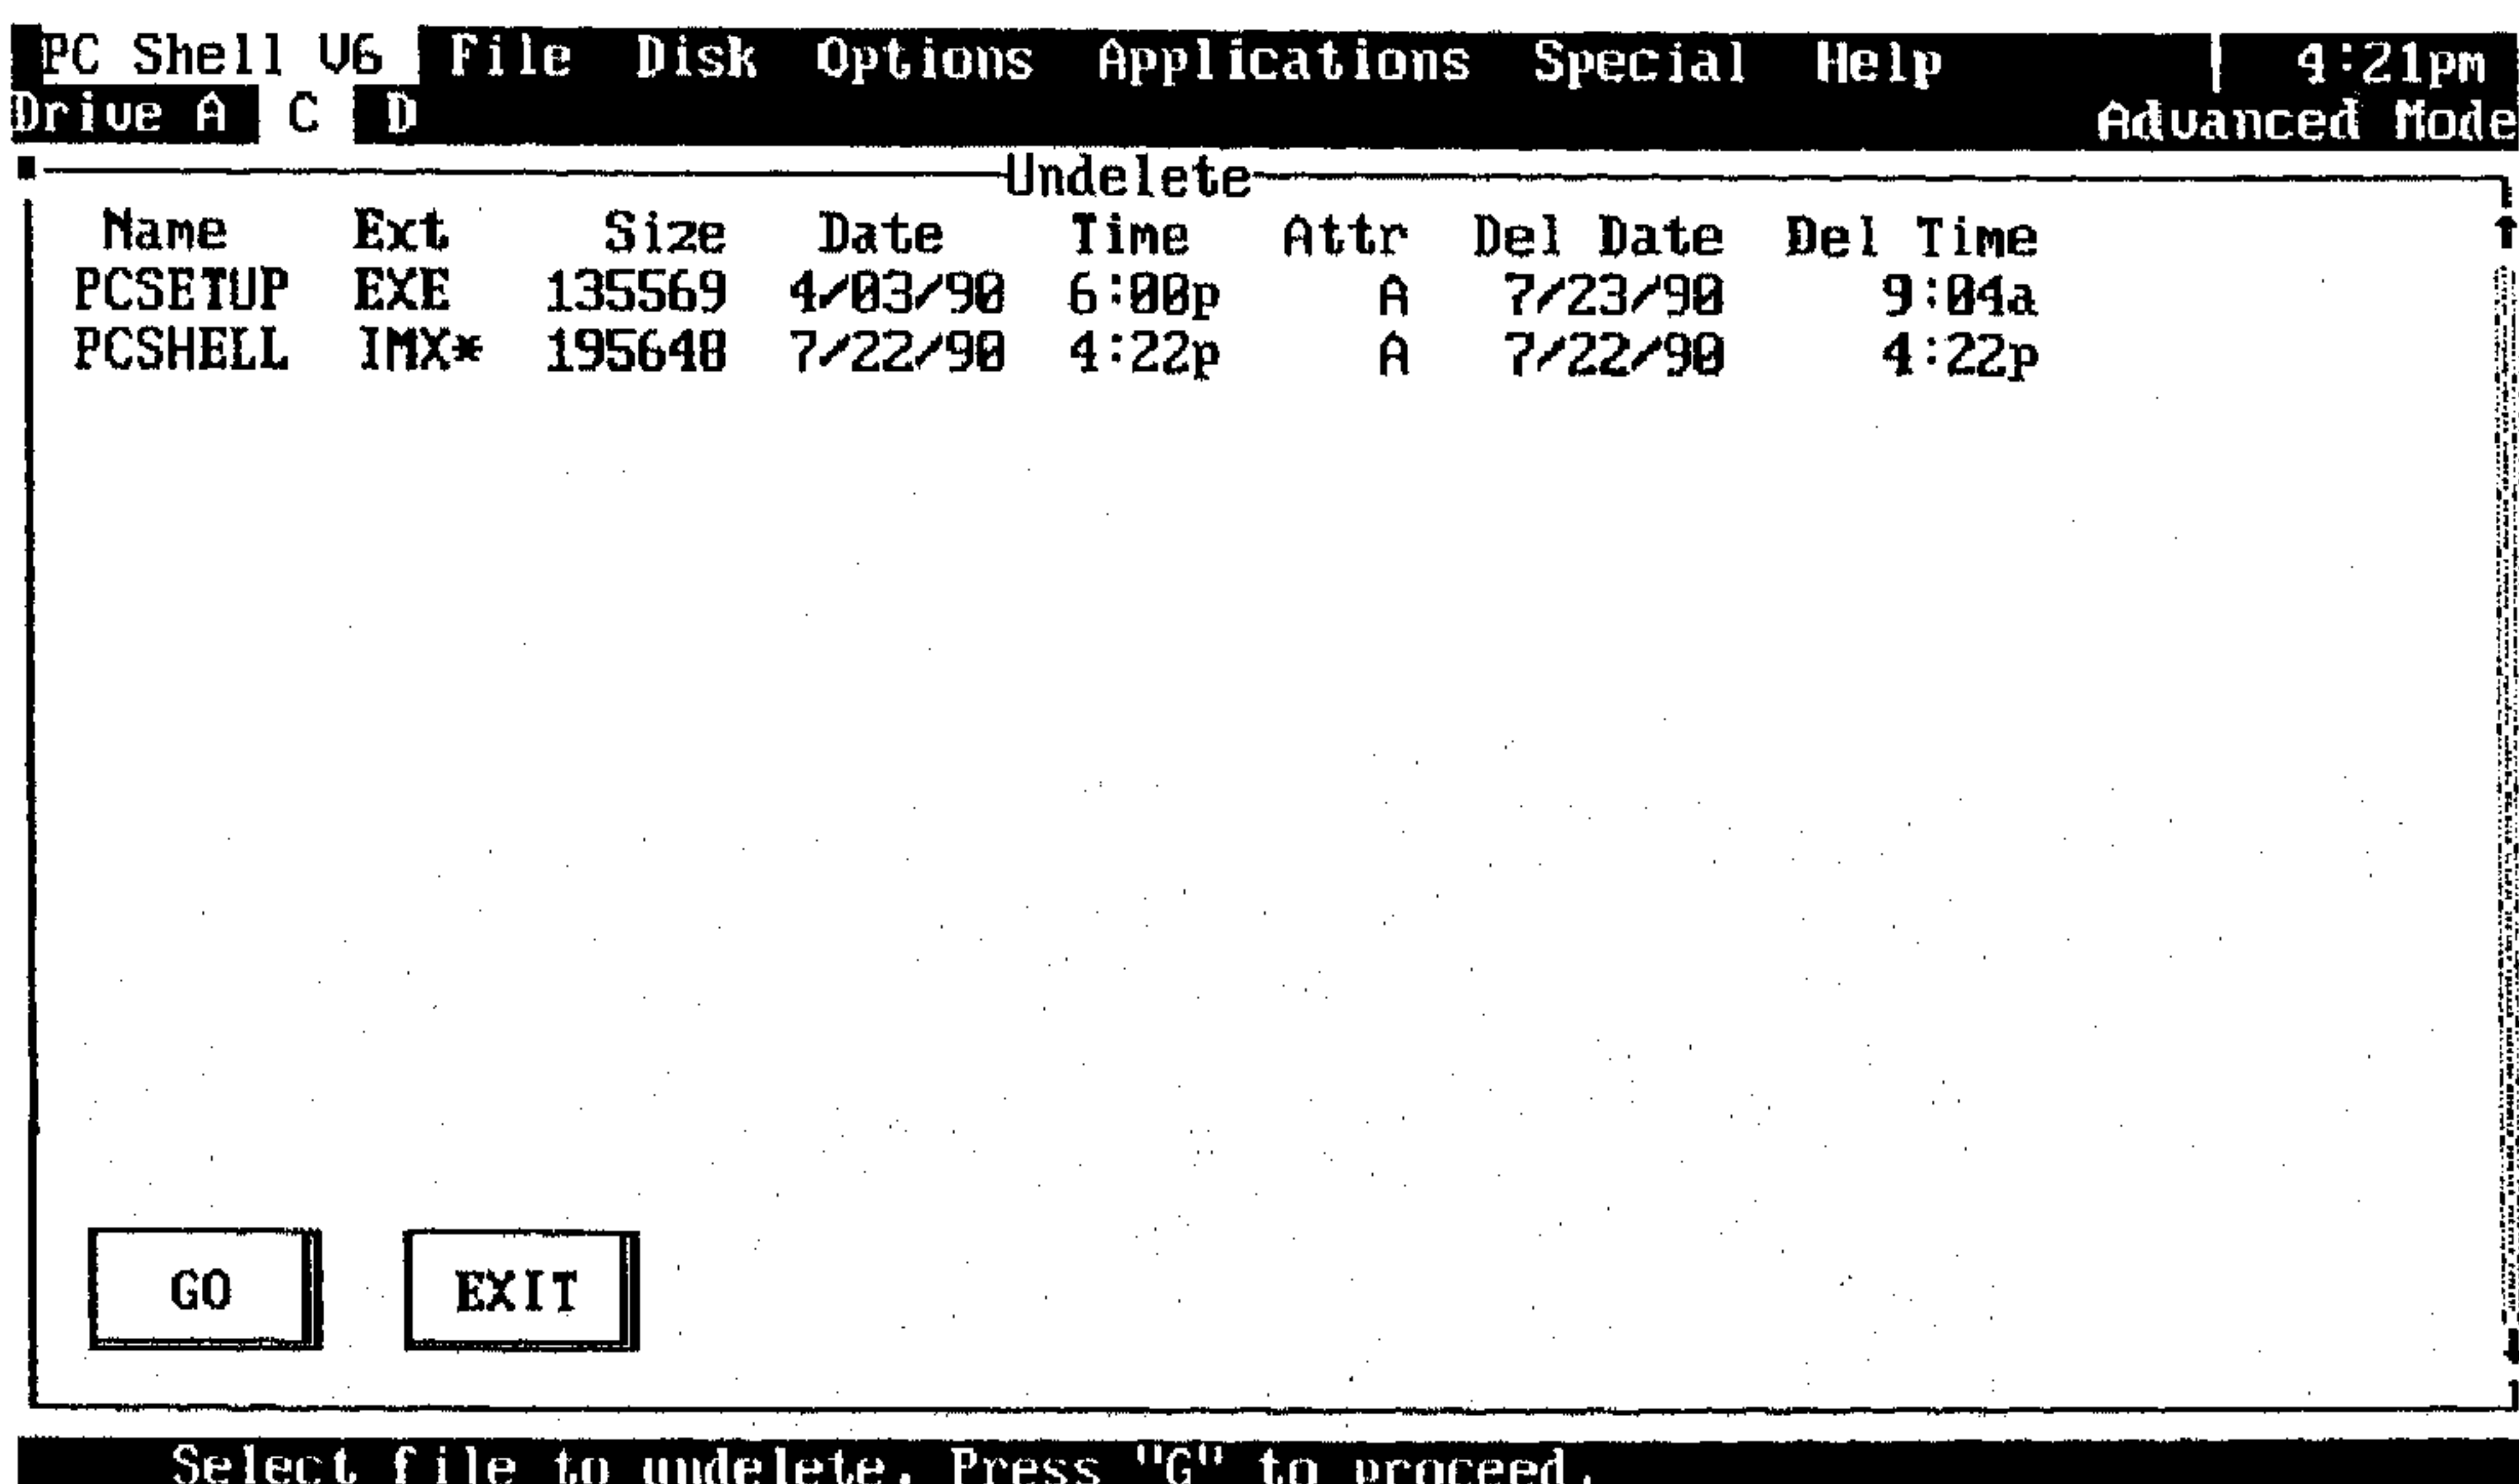 PC Shell V6 File Disk Options Applications Special Help 4:21pm
Drive A C D Advanced Mode
Undelete
Name Ext Size Date Time Attr Del Date Del Time
PCSETUP EXE 135569 4/03/90 6:00p A 7/23/90 9:04a
PCSHELL IMX* 195648 7/22/90 4:22p A 7/22/90 4:22p
GO EXIT
Select file to undelete. Press "G" to proceed.